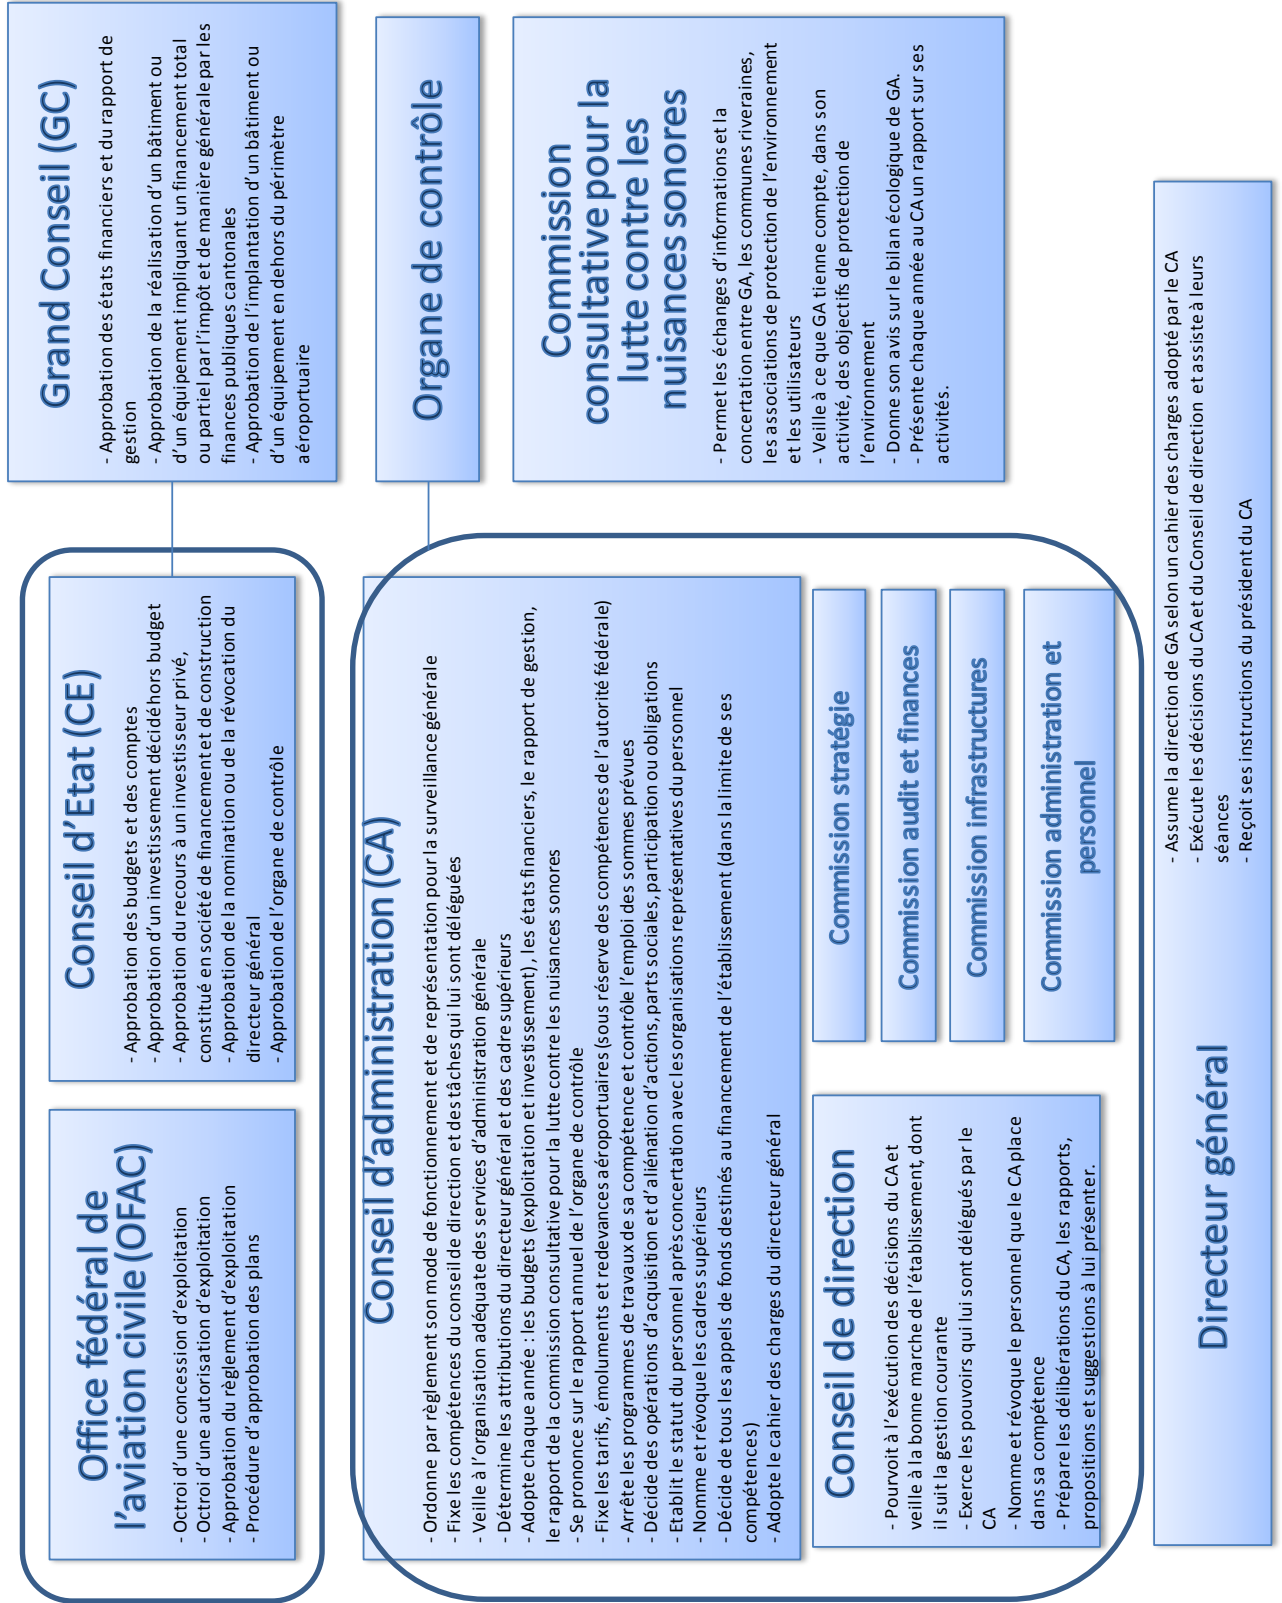 Office fédéral de
l'aviation civile (OFAC)
- Octroi d'une concession d'exploitation
- Octroi d'une autorisation d'exploitation
- Approbation du règlement d'exploitation
- Procédure d'approbation des plans
Conseil d'Etat (CE)
- Approbation des budgets et des comptes
- Approbation d'un investissement décidé hors budget
- Approbation du recours à un investisseur privé,
constitué en société de financement et de construction
- Approbation de la nomination ou de la révocation du
directeur général
- Approbation de l'organe de contrôle
Grand Conseil (GC)
- Approbation des états financiers et du rapport de
gestion
- Approbation de la réalisation d'un bâtiment ou
d'un équipement impliquant un financement total
ou partiel par l'impôt et de manière générale par les
finances publiques cantonales
- Approbation de l'implantation d'un bâtiment ou
d'un équipement en dehors du périmètre
aéroportuaire
Conseil d'administration (CA)
- Ordonne par règlement son mode de fonctionnement et de représentation pour la surveillance générale
- Fixe les compétences du conseil de direction et des tâches qui lui sont déléguées
- Veille à l'organisation adéquate des services d'administration générale
- Détermine les attributions du directeur général et des cadre supérieurs
- Adopte chaque année : les budgets (exploitation et investissement), les états financiers, le rapport de gestion,
le rapport de la commission consultative pour la lutte contre les nuisances sonores
- Se prononce sur le rapport annuel de l'organe de contrôle
- Fixe les tarifs, émoluments et redevances aéroportuaires (sous réserve des compétences de l'autorité fédérale)
- Arrête les programmes de travaux de sa compétence et contrôle l'emploi des sommes prévues
- Décide des opérations d'acquisition et d'aliénation d'actions, parts sociales, participation ou obligations
- Etablit le statut du personnel après concertation avec les organisations représentatives du personnel
- Nomme et révoque les cadres supérieurs
- Décide de tous les appels de fonds destinés au financement de l'établissement (dans la limite de ses
compétences)
- Adopte le cahier des charges du directeur général
Organe de contrôle
Conseil de direction
- Pourvoit à l'exécution des décisions du CA et
veille à la bonne marche de l'établissement, dont
il suit la gestion courante
- Exerce les pouvoirs qui lui sont délégués par le
CA
- Nomme et révoque le personnel que le CA place
dans sa compétence
- Prépare les délibérations du CA, les rapports,
propositions et suggestions à lui présenter.
Commission stratégie
Commission audit et finances
Commission infrastructures
Commission administration et
personnel
Commission
consultative pour la
lutte contre les
nuisances sonores
- Permet les échanges d'informations et la
concertation entre GA, les communes riveraines,
les associations de protection de l'environnement
et les utilisateurs
- Veille à ce que GA tienne compte, dans son
activité, des objectifs de protection de
l'environnement
- Donne son avis sur le bilan écologique de GA.
- Présente chaque année au CA un rapport sur ses
activités.
Directeur général
- Assume la direction de GA selon un cahier des charges adopté par le CA
- Exécute les décisions du CA et du Conseil de direction et assiste à leurs
séances
- Reçoit ses instructions du président du CA